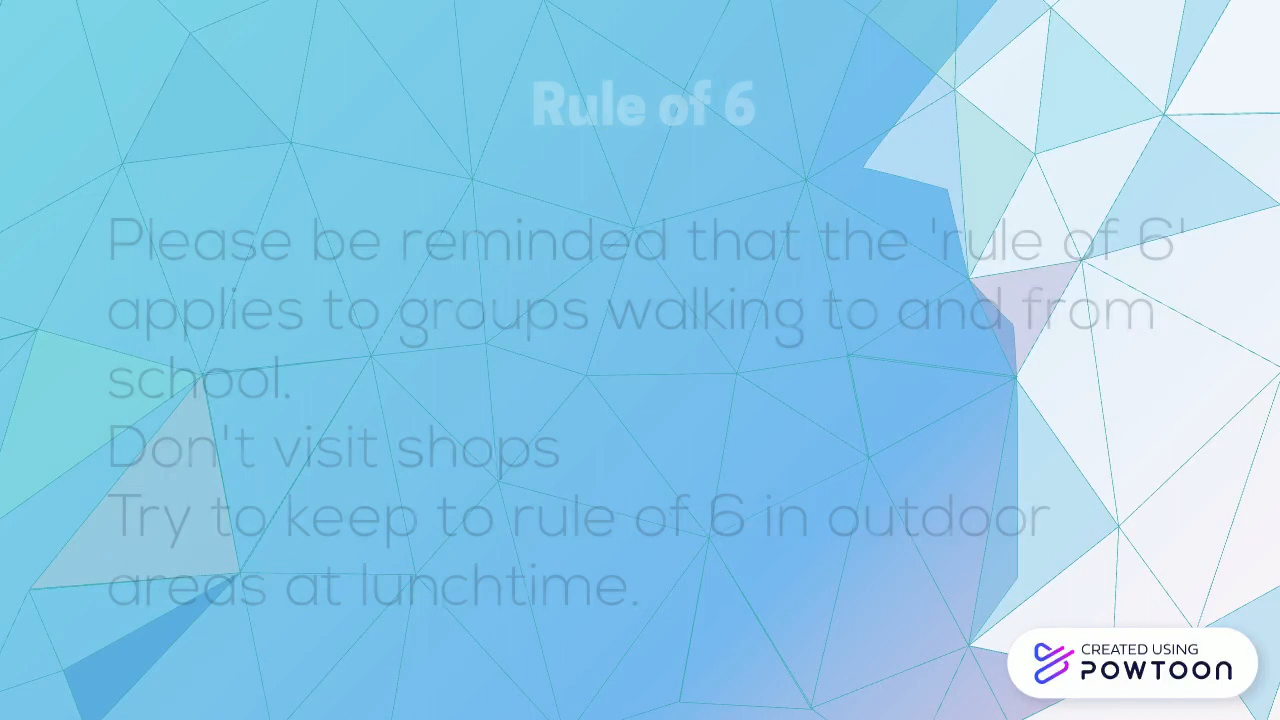 Rule of 6
Please be reminded that the 'rule of 6'
applies to groups walking to and from
school.
Don't visit shops
Try to keep to rule of 6 in outdoor
areas at lunchtime.
CREATED USING
POWTOON